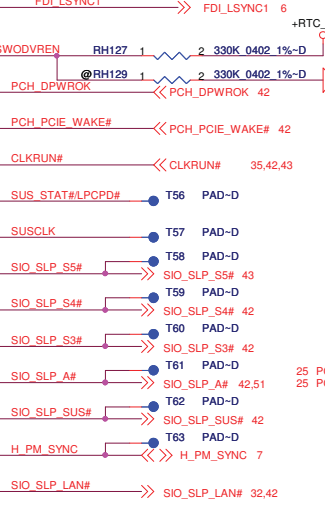 FDI_LSYNC1 FDI_LSYNC1 6
+RTC_
SWODVREN RH127 1 2 330K_0402_1%~D
@RH129 1 2 330K_0402_1%~D
PCH_DPWROK PCH_DPWROK 42
PCH_PCIE_WAKE# PCH_PCIE_WAKE# 42
CLKRUN# CLKRUN# 35,42,43
SUS_STAT#/LPCPD# T56 PAD~D
SUSCLK T57 PAD~D
T58 PAD~D
SIO_SLP_S5# SIO_SLP_S5# 43
T59 PAD~D
SIO_SLP_S4# SIO_SLP_S4# 42
T60 PAD~D
SIO_SLP_S3# SIO_SLP_S3# 42
T61 PAD~D
SIO_SLP_A# SIO_SLP_A# 42,51
25 P
25 P
T62 PAD~D
SIO_SLP_SUS# SIO_SLP_SUS# 42
T63 PAD~D
H_PM_SYNC H_PM_SYNC 7
SIO_SLP_LAN# SIO_SLP_LAN# 32,42